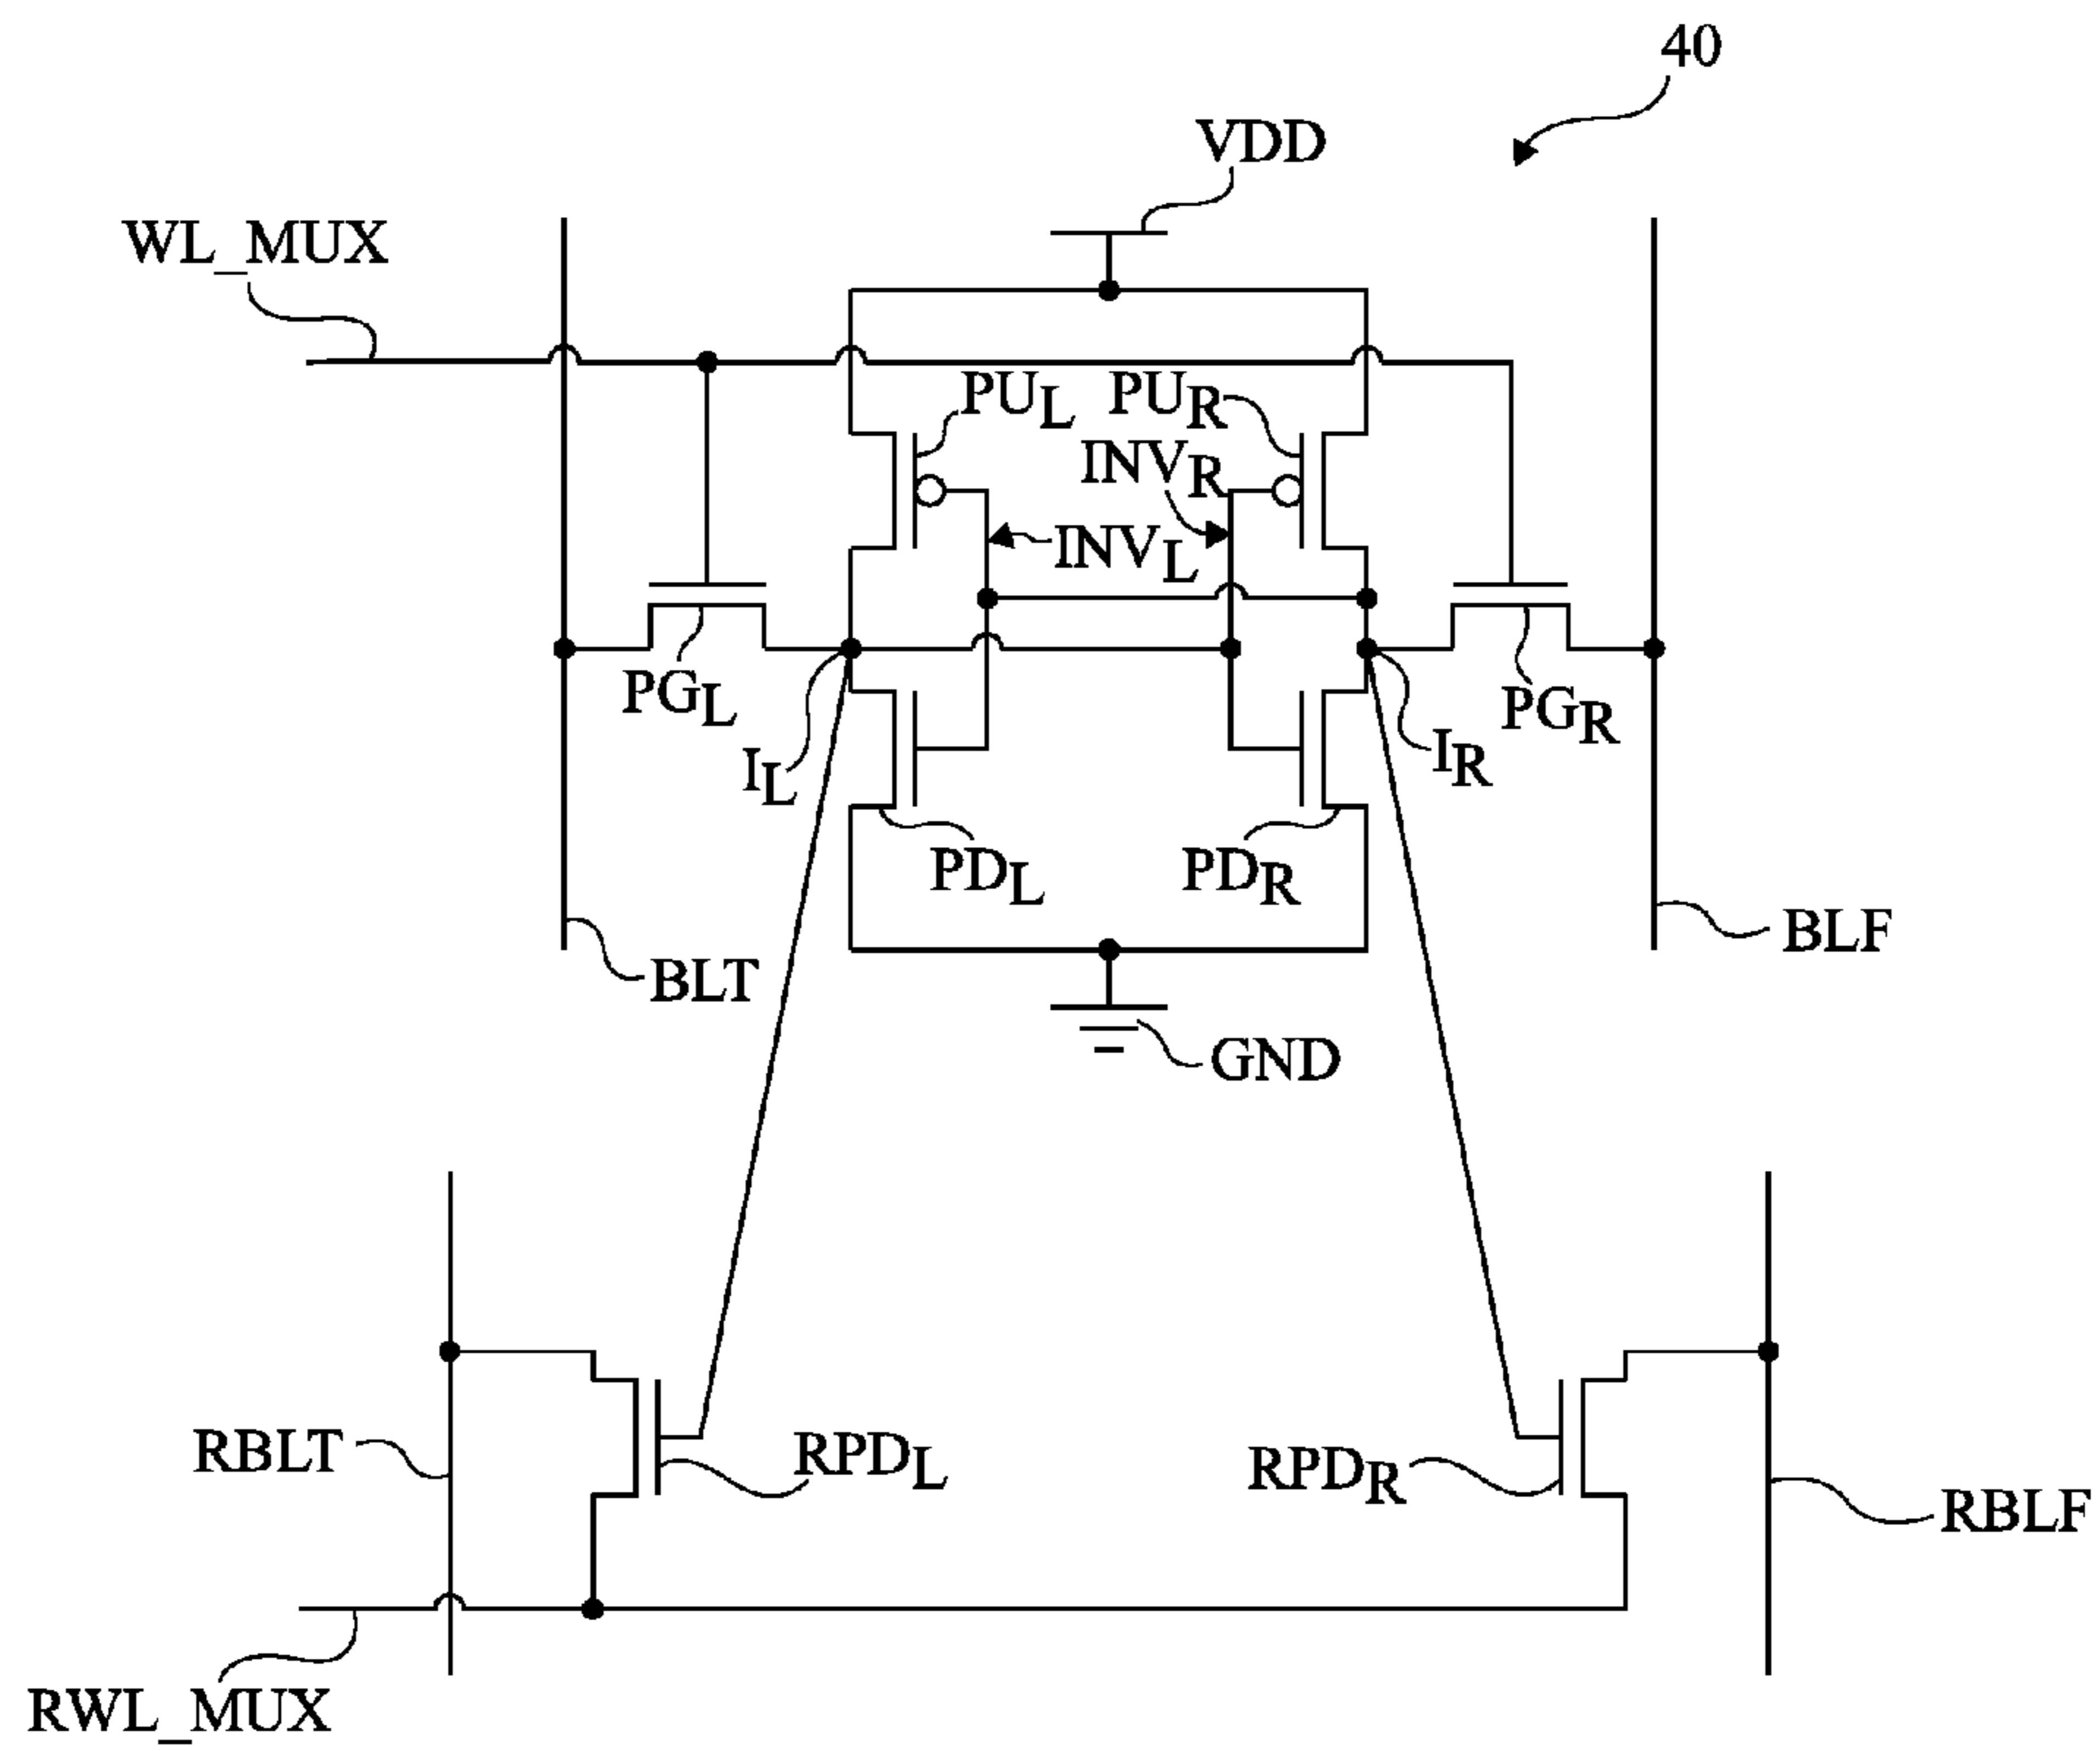 40
VDD
WL_MUX
PUL PUR
INVR
INVL
PGL
PGR
IL
IR
PDL
PDR
BLF
BLT
GND
RBLT
RPDL
RPDR
RBLF
RWL_MUX